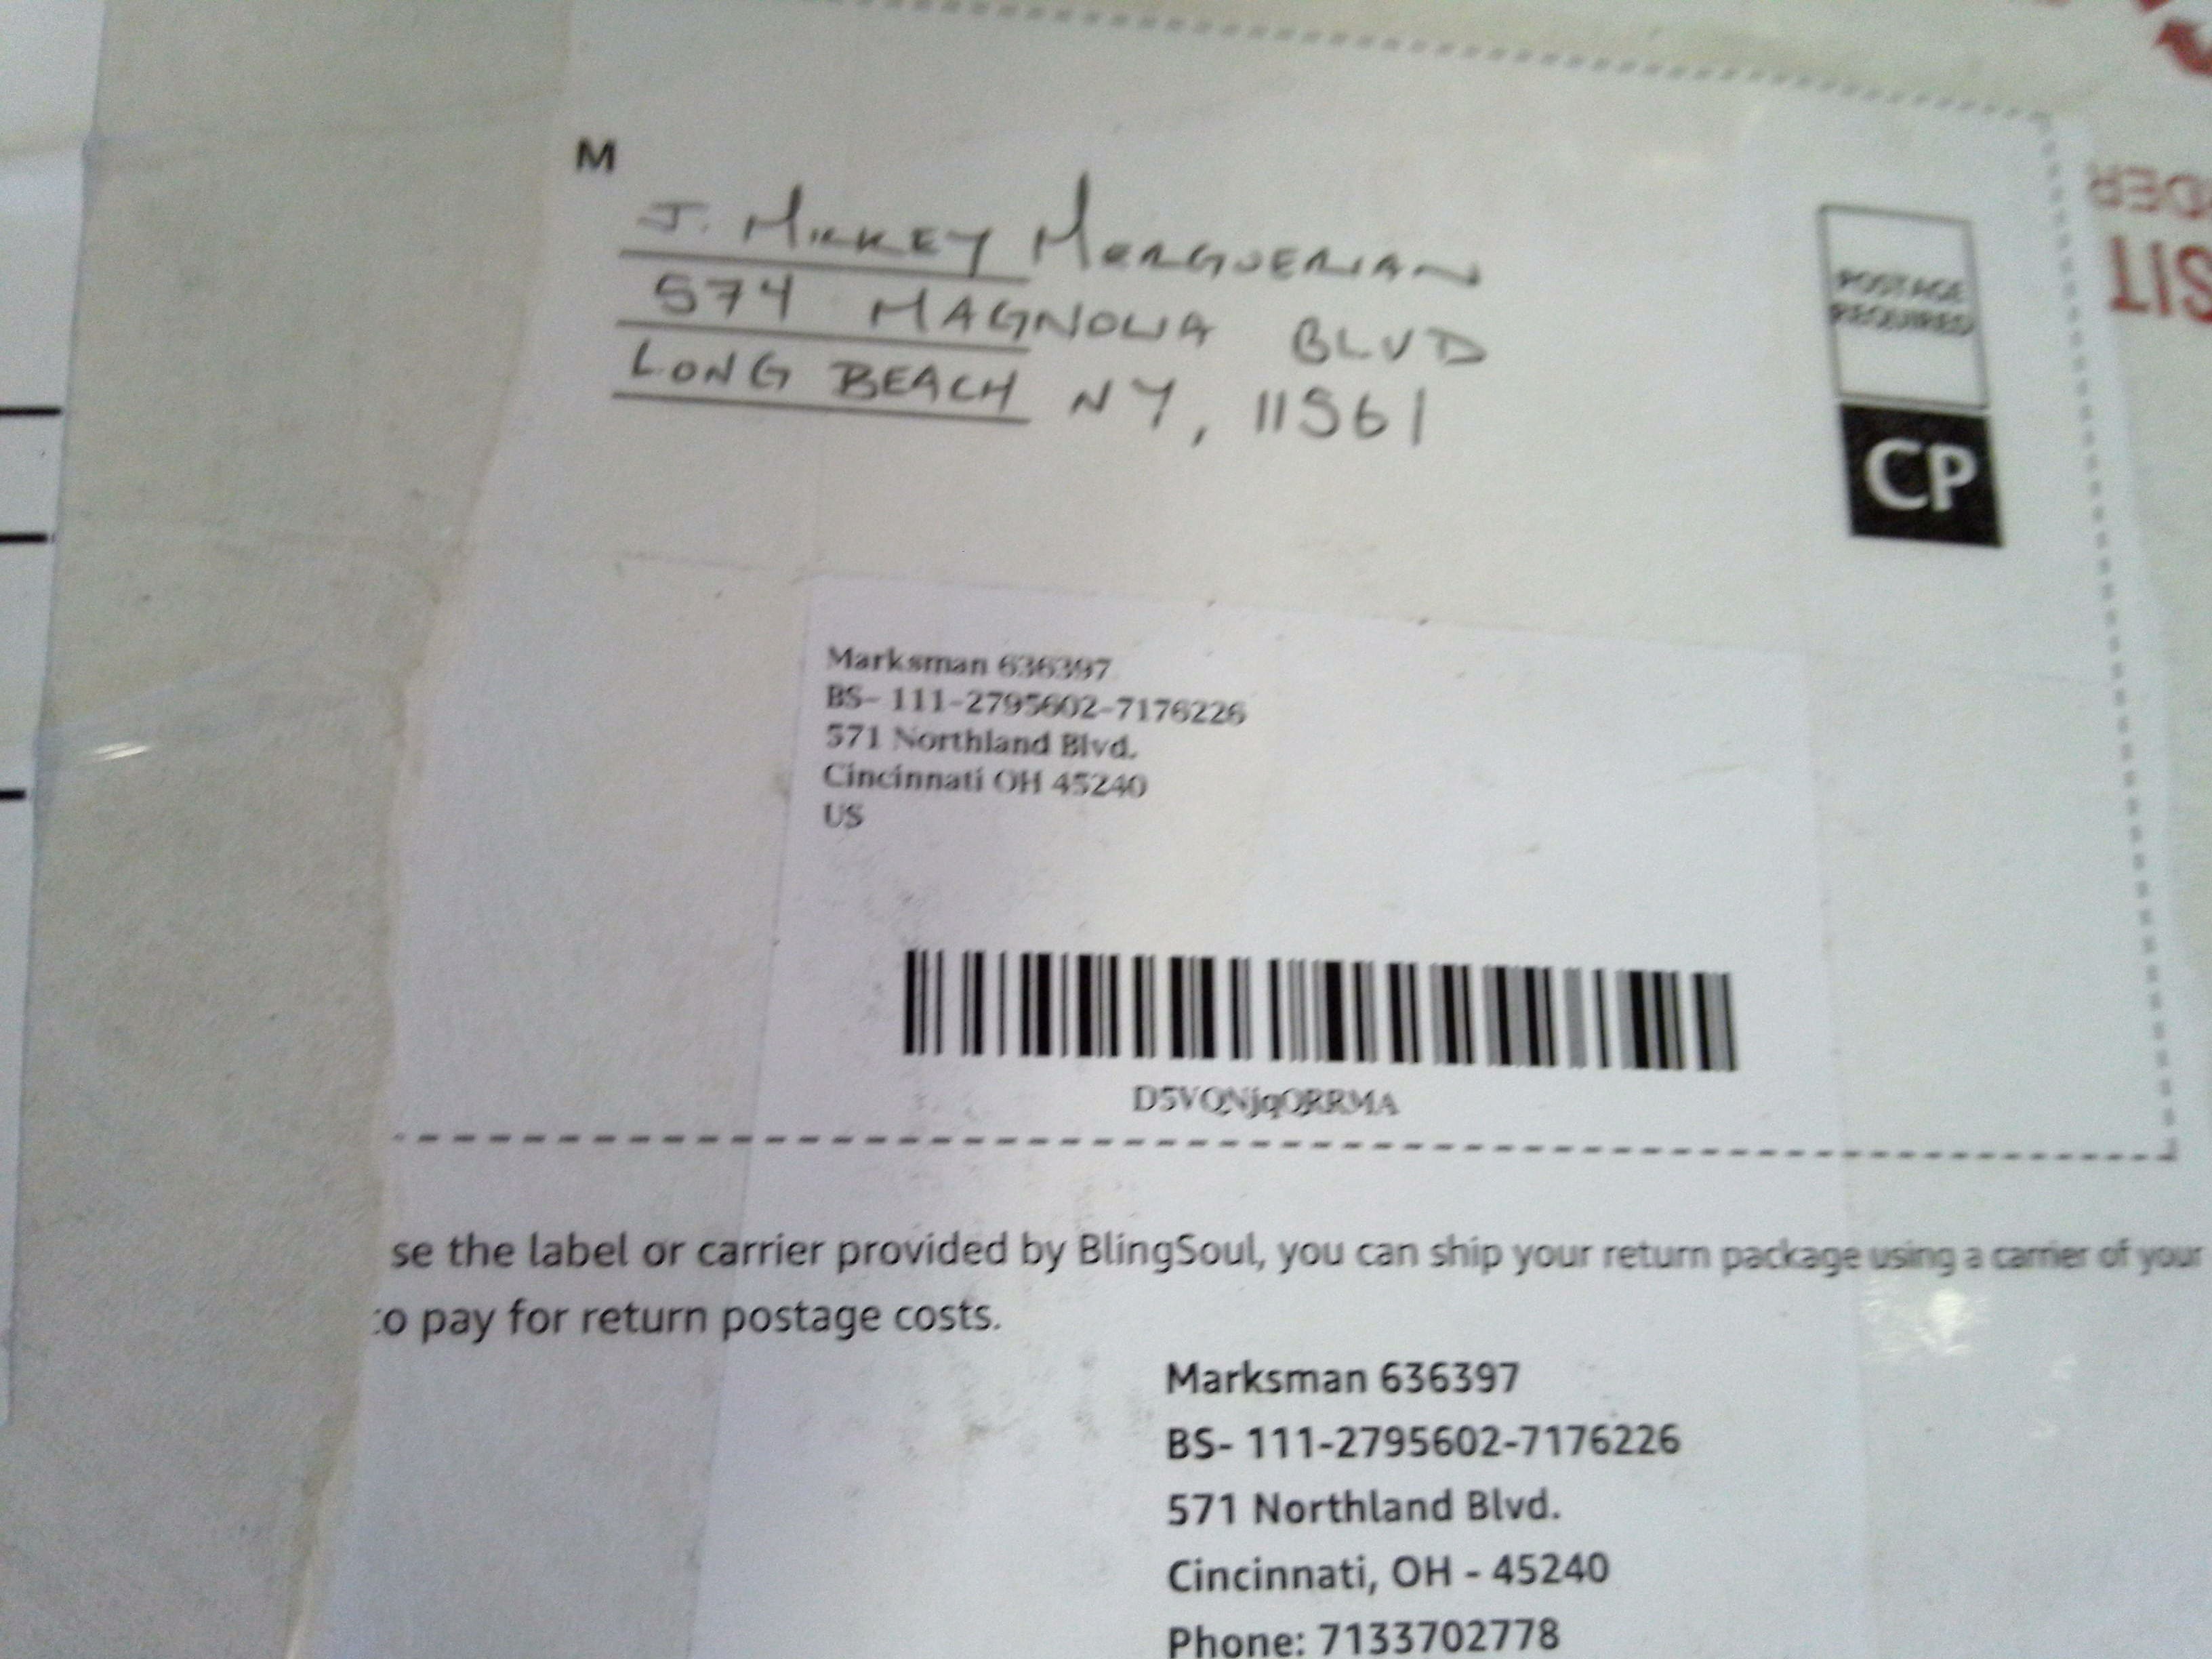 M
J. MICKEY MERGUERIAN
574 MAGNOLIA BLVD
LONG BEACH NY, 11561
POSTAGE
REQUIRED
CP
Marksman 636397
BS- 111-2795602-7176226
571 Northland Blvd.
Cincinnati OH 45240
US
D5VQNjqQRRMA
se the label or carrier provided by BlingSoul, you can ship your return package using a carrier of your
to pay for return postage costs.
Marksman 636397
BS- 111-2795602-7176226
571 Northland Blvd.
Cincinnati, OH - 45240
Phone: 7133702778